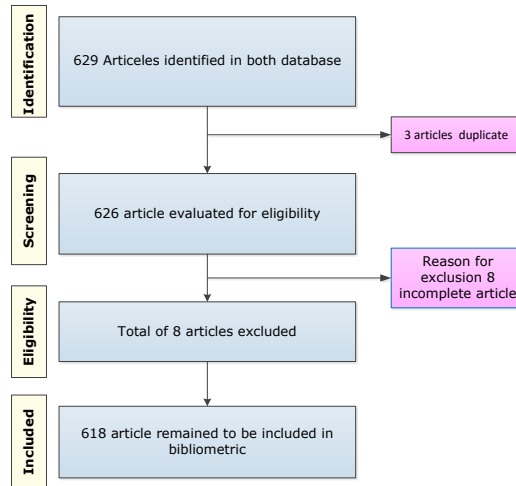 Identification
629 Articeles identified in both database
3 articles duplicate
Screening
626 article evaluated for eligibility
Reason for
exclusion 8
incomplete article
Eligibility
Total of 8 articles excluded
Included
618 article remained to be included in
bibliometric